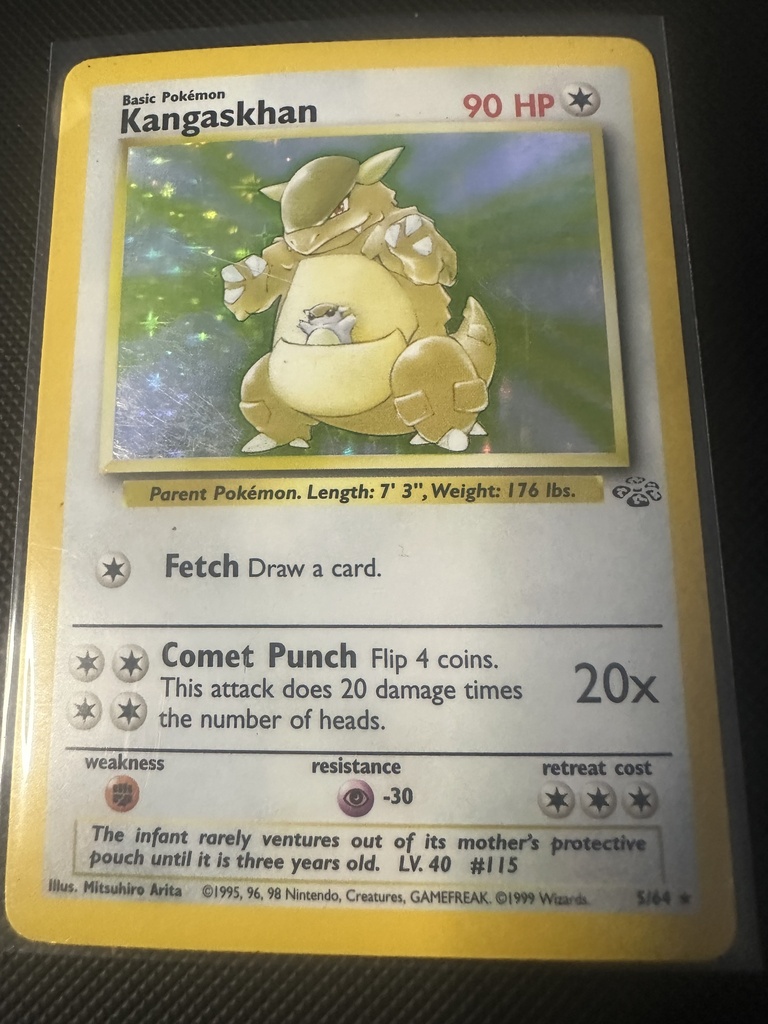 Basic Pokémon
Kangaskhan 90 HP
Parent Pokémon. Length: 7' 3", Weight: 176 lbs.
Fetch Draw a card.
Comet Punch Flip 4 coins.
This attack does 20 damage times
the number of heads.
20x
weakness resistance retreat cost
-30
The infant rarely ventures out of its mother's protective
pouch until it is three years old. LV. 40 #115
Illus. Mitsuhiro Arita ©1995, 96, 98 Nintendo, Creatures, GAMEFREAK. ©1999 Wizards. 5/64 ★